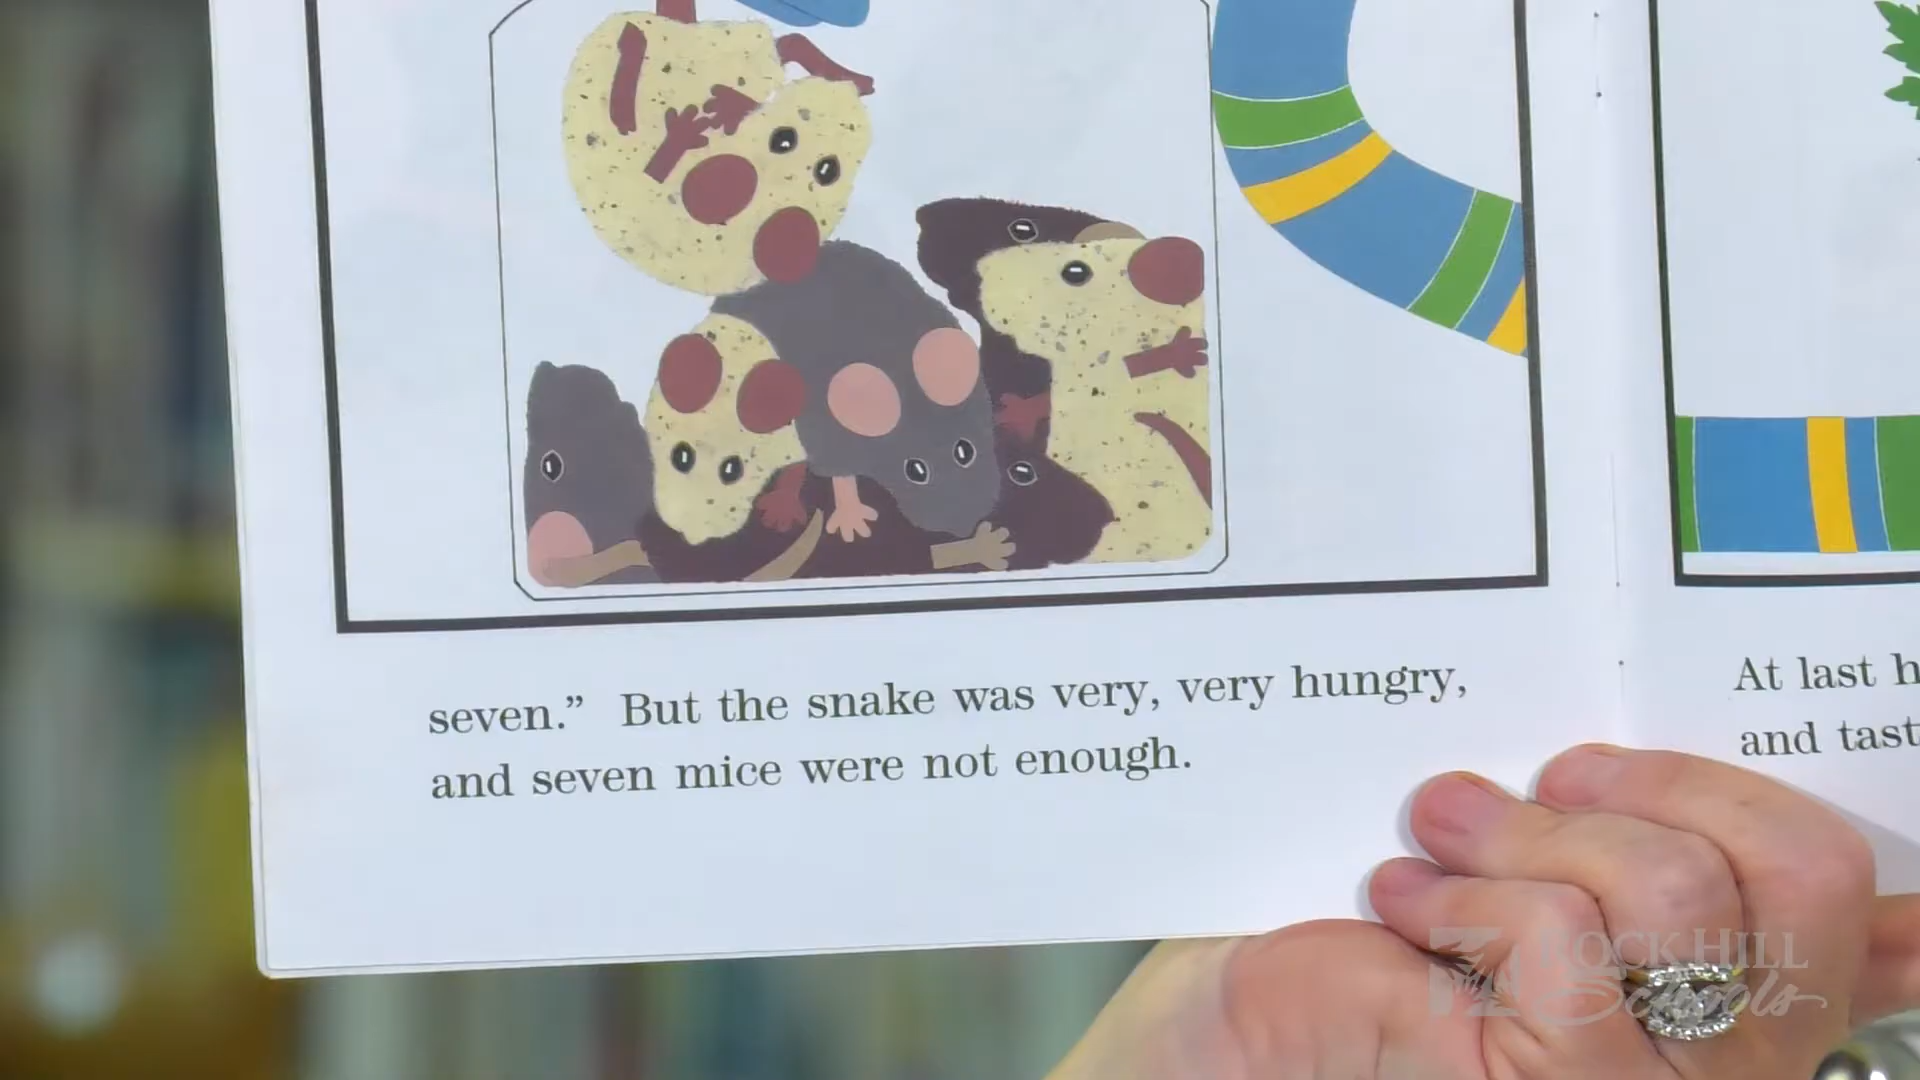 seven.” But the snake was very, very hungry,
and seven mice were not enough.
At last h
and tast
ROCK HILL
Schools